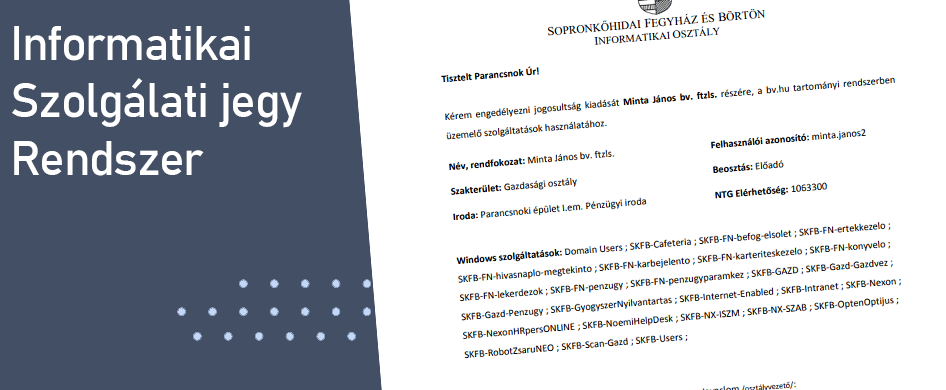 Informatikai
Szolgálati jegy
Rendszer
SOPRONKŐHIDAI FEGYHÁZ ÉS BÖRTÖN
INFORMATIKAI OSZTÁLY
Tisztelt Parancsnok Úr!
Kérem engedélyezni jogosultság kiadását Minta János bv. ftzls. részére, a bv.hu tartományi rendszerben
üzemelő szolgáltatások használatához.
Név, rendfokozat: Minta János bv. ftzls.
Felhasználói azonosító: minta.janos2
Szakterület: Gazdasági osztály
Beosztás: Előadó
Iroda: Parancsnoki épület I.em. Pénzügyi iroda
NTG Elérhetőség: 1063300
Windows szolgáltatások: Domain Users ; SKFB-Cafeteria ; SKFB-FN-befog-elsolet ; SKFB-FN-ertekkezelo ;
SKFB-FN-hivasnaplo-megtekinto ; SKFB-FN-karbejelento ; SKFB-FN-karteriteskezelo ; SKFB-FN-konyvelo ;
SKFB-FN-lekerdezok ; SKFB-FN-penzugy ; SKFB-FN-penzugyparamkez ; SKFB-GAZD ; SKFB-Gazd-Gazdvez ;
SKFB-Gazd-Penzugy ; SKFB-GyogyszerNyilvantartas ; SKFB-Internet-Enabled ; SKFB-Intranet ; SKFB-Nexon ;
SKFB-NexonHRpersONLINE ; SKFB-NoemiHelpDesk ; SKFB-NX-ISZM ; SKFB-NX-SZAB ; SKFB-OptenOptijus ;
SKFB-RobotZsaruNEO ; SKFB-Scan-Gazd ; SKFB-Users ;
/osztályvezető/: